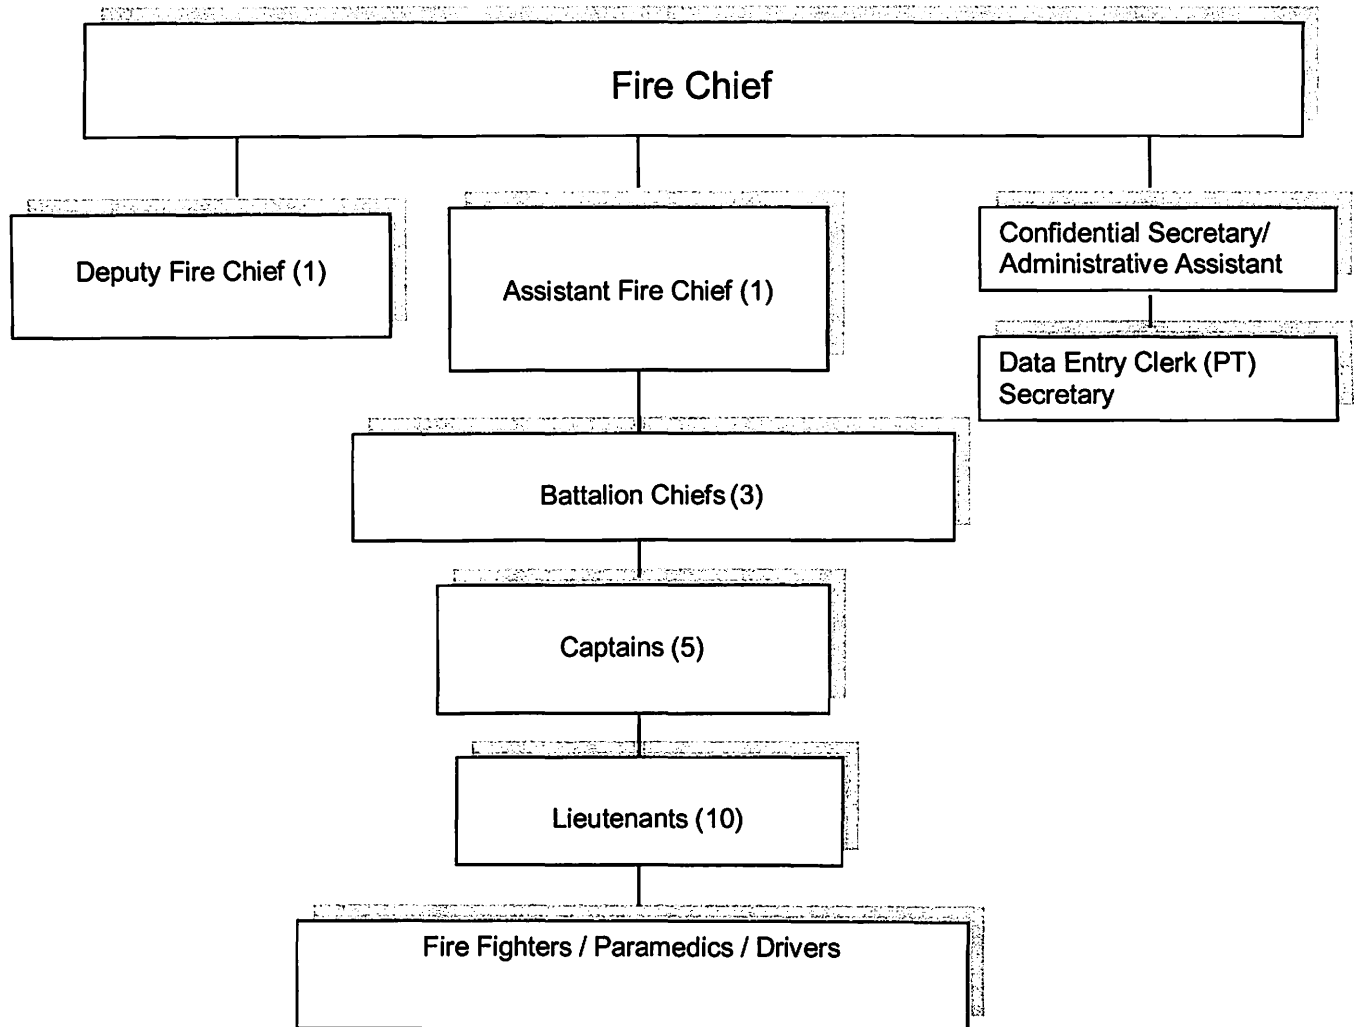 Fire Chief
Deputy Fire Chief (1)
Assistant Fire Chief (1)
Confidential Secretary/
Administrative Assistant
Data Entry Clerk (PT)
Secretary
Battalion Chiefs (3)
Captains (5)
Lieutenants (10)
Fire Fighters / Paramedics / Drivers